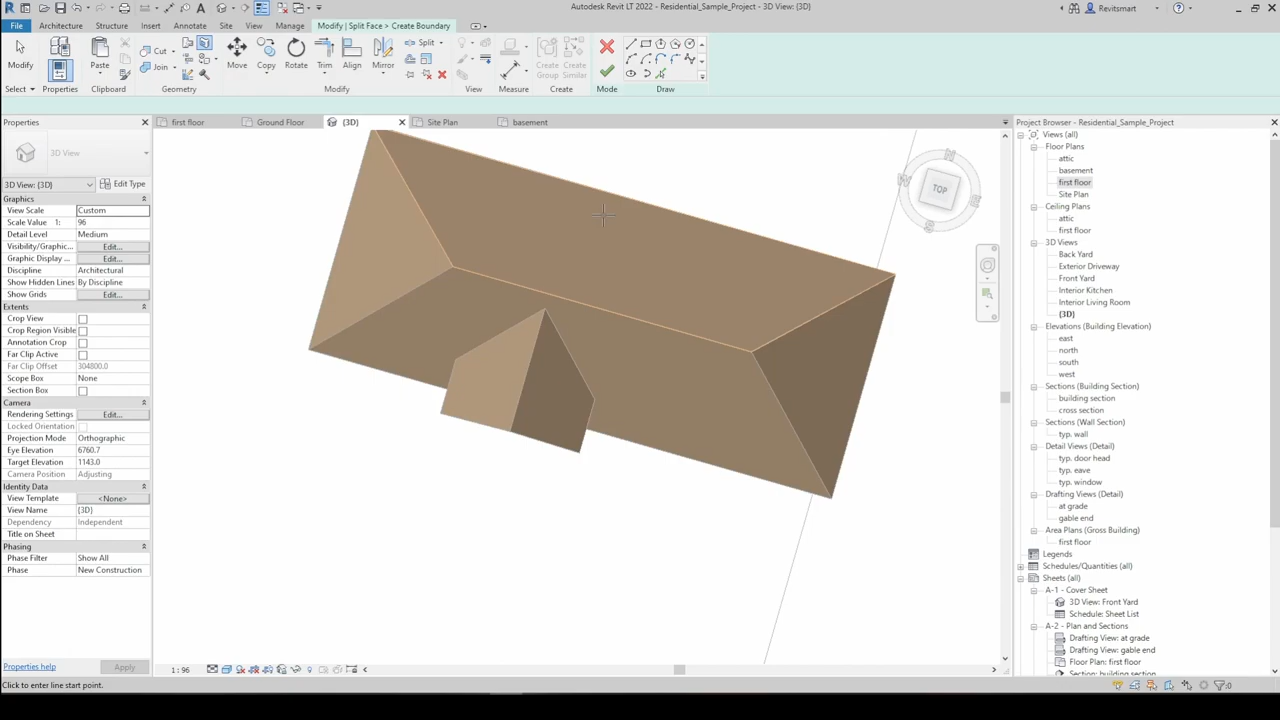 Autodesk Revit LT 2022 - Residential_Sample_Project - 3D View: {3D}
Revitsmart
File Architecture Structure Insert Annotate Site View Manage Modify | Split Face > Create Boundary
Modify
Properties
Paste
Cut
Join
Move
Copy
Rotate
Trim
Align
Mirror
Split
Create Group
Create Similar
Select
Properties
Clipboard
Geometry
Modify
View
Measure
Create
Mode
Draw
Properties
first floor
Ground Floor
{3D}
Site Plan
basement
3D View
3D View: {3D}
Edit Type
Graphics
View Scale Custom
Scale Value 1: 96
Detail Level Medium
Visibility/Graphic... Edit...
Graphic Display ... Edit...
Discipline Architectural
Show Hidden Lines By Discipline
Show Grids Edit...
Extents
Crop View
Crop Region Visible
Annotation Crop
Far Clip Active
Far Clip Offset 304800.0
Scope Box None
Section Box
Camera
Rendering Settings Edit...
Locked Orientation
Projection Mode Orthographic
Eye Elevation 6760.7
Target Elevation 1143.0
Camera Position Adjusting
Identity Data
View Template <None>
View Name {3D}
Dependency Independent
Title on Sheet
Phasing
Phase Filter Show All
Phase New Construction
Properties help
Apply
N
W
TOP
S
1 : 96
Project Browser - Residential_Sample_Project
Views (all)
Floor Plans
attic
basement
first floor
Site Plan
Ceiling Plans
attic
first floor
3D Views
Back Yard
Exterior Driveway
Front Yard
Interior Kitchen
Interior Living Room
{3D}
Elevations (Building Elevation)
east
north
south
west
Sections (Building Section)
building section
cross section
Sections (Wall Section)
typ. wall
Detail Views (Detail)
typ. door head
typ. eave
typ. window
Drafting Views (Detail)
at grade
gable end
Area Plans (Gross Building)
first floor
Legends
Schedules/Quantities (all)
Sheets (all)
A-1 - Cover Sheet
3D View: Front Yard
Schedule: Sheet List
A-2 - Plan and Sections
Drafting View: at grade
Drafting View: gable end
Floor Plan: first floor
Section: building section
Click to enter line start point.
:0